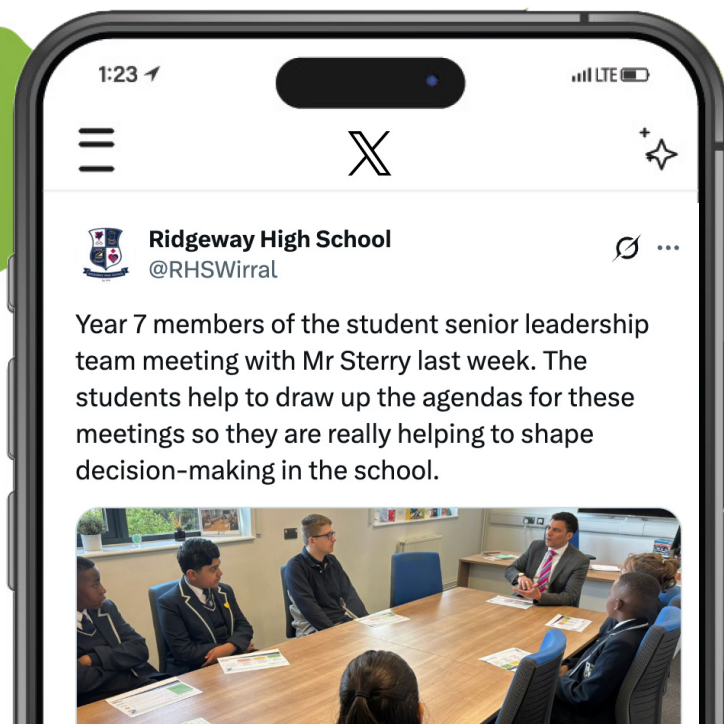 1:23
LTE
Ridgeway High School
@RHSWirral
Year 7 members of the student senior leadership
team meeting with Mr Sterry last week. The
students help to draw up the agendas for these
meetings so they are really helping to shape
decision-making in the school.